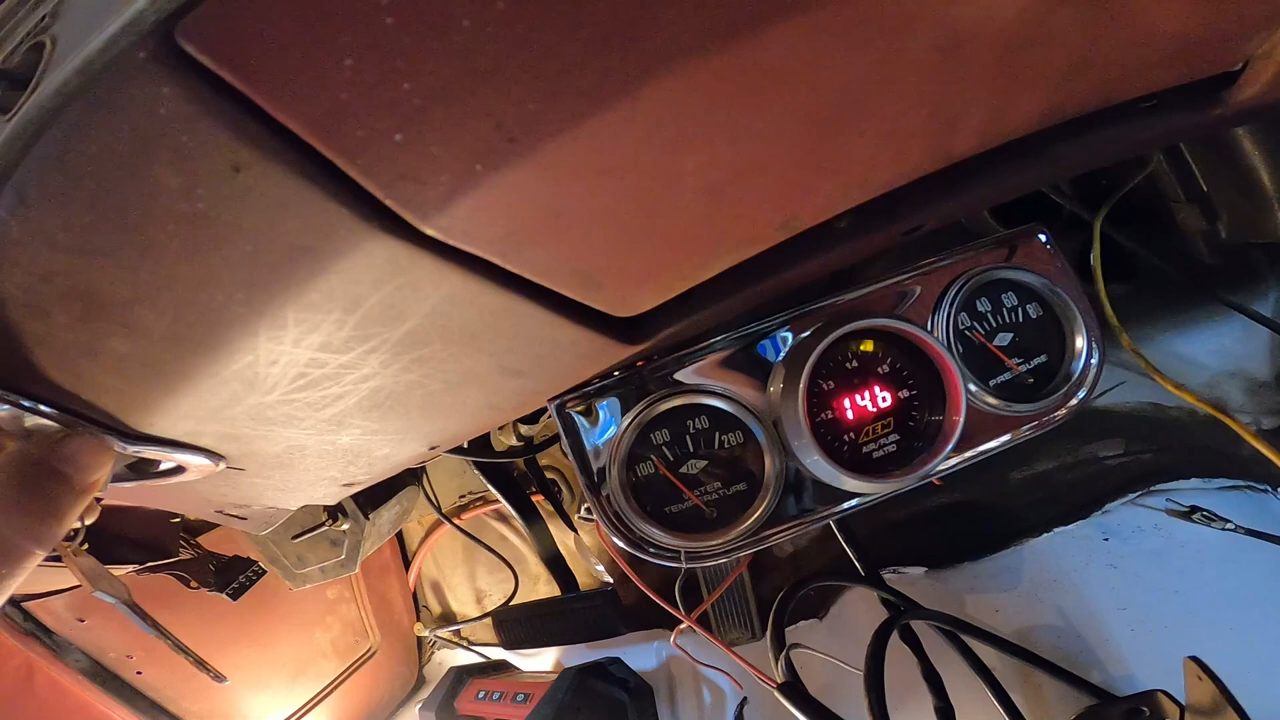 100 180 240 280
HC
WATER
TEMPERATURE
11 12 13 14 15 16
14.6
AEM
AIR/FUEL
RATIO
20 40 60 80
OIL
PRESSURE